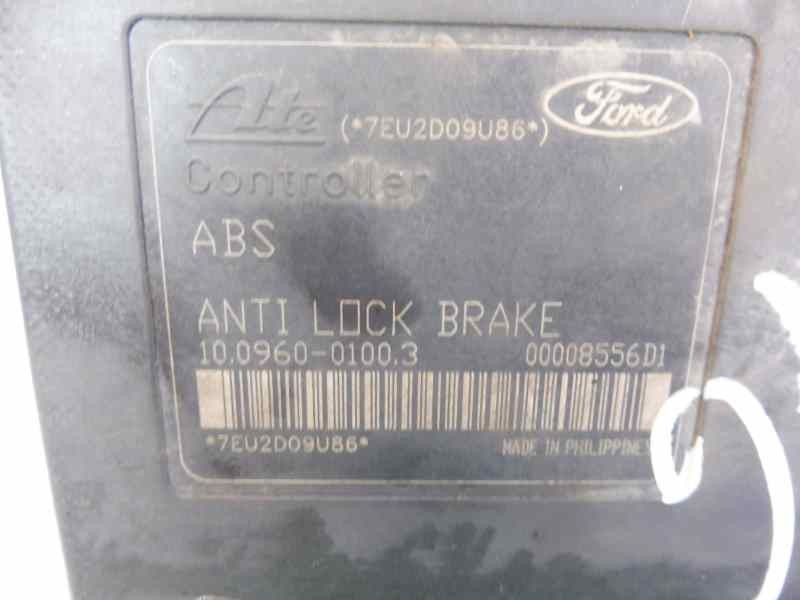 Ate (*7EU2D09U86*) Ford
Controller
ABS
ANTI LOCK BRAKE
10.0960-0100.3 00008556D1
*7EU2D09U86* MADE IN PHILIPPINES